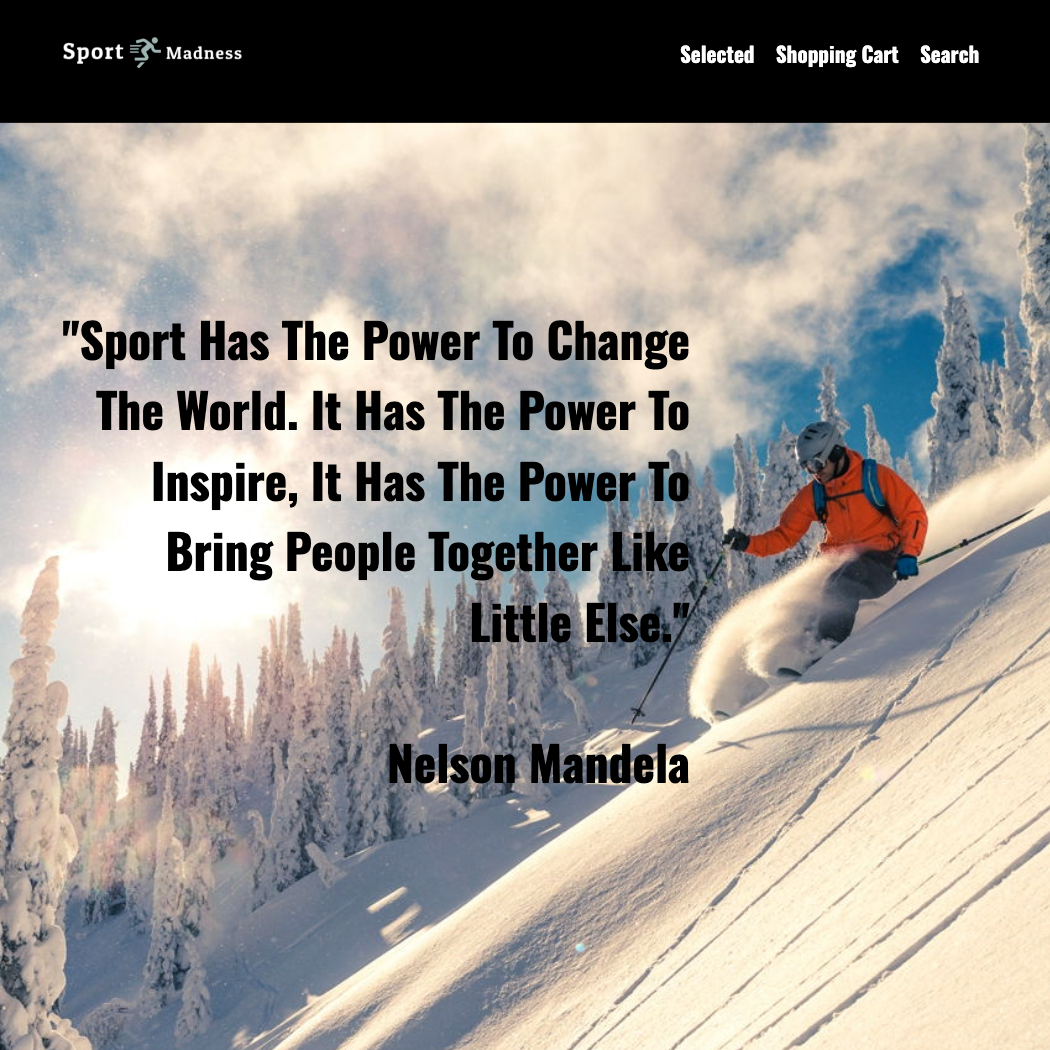 Sport Madness
Selected Shopping Cart Search
"Sport Has The Power To Change
The World. It Has The Power To
Inspire, It Has The Power To
Bring People Together Like
Little Else."
Nelson Mandela